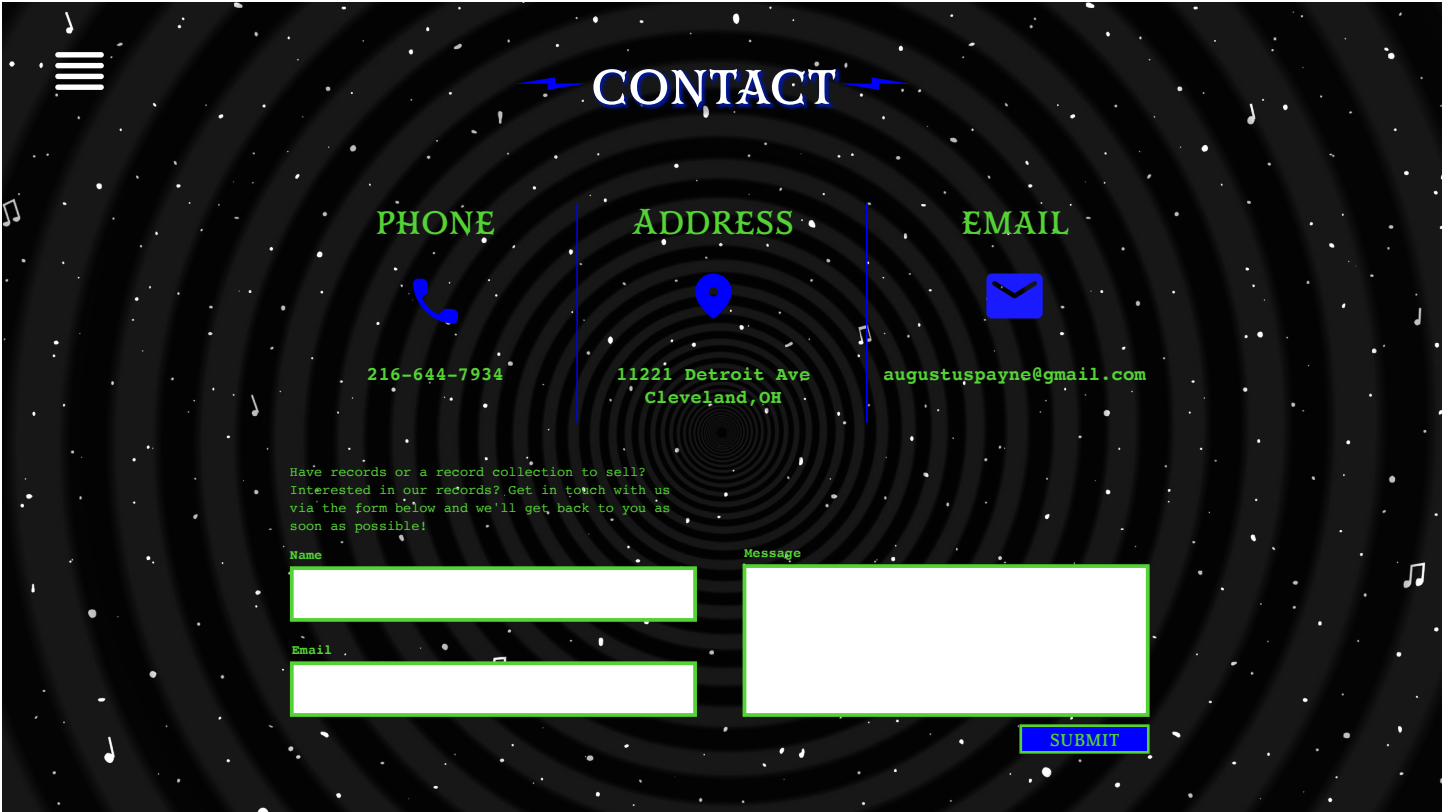 CONTACT
PHONE
ADDRESS
EMAIL
216-644-7934
11221 Detroit Ave
Cleveland,OH
augustuspayne@gmail.com
Have records or a record collection to sell?
Interested in our records? Get in touch with us
via the form below and we'll get back to you as
soon as possible!
Name
Message
Email
SUBMIT